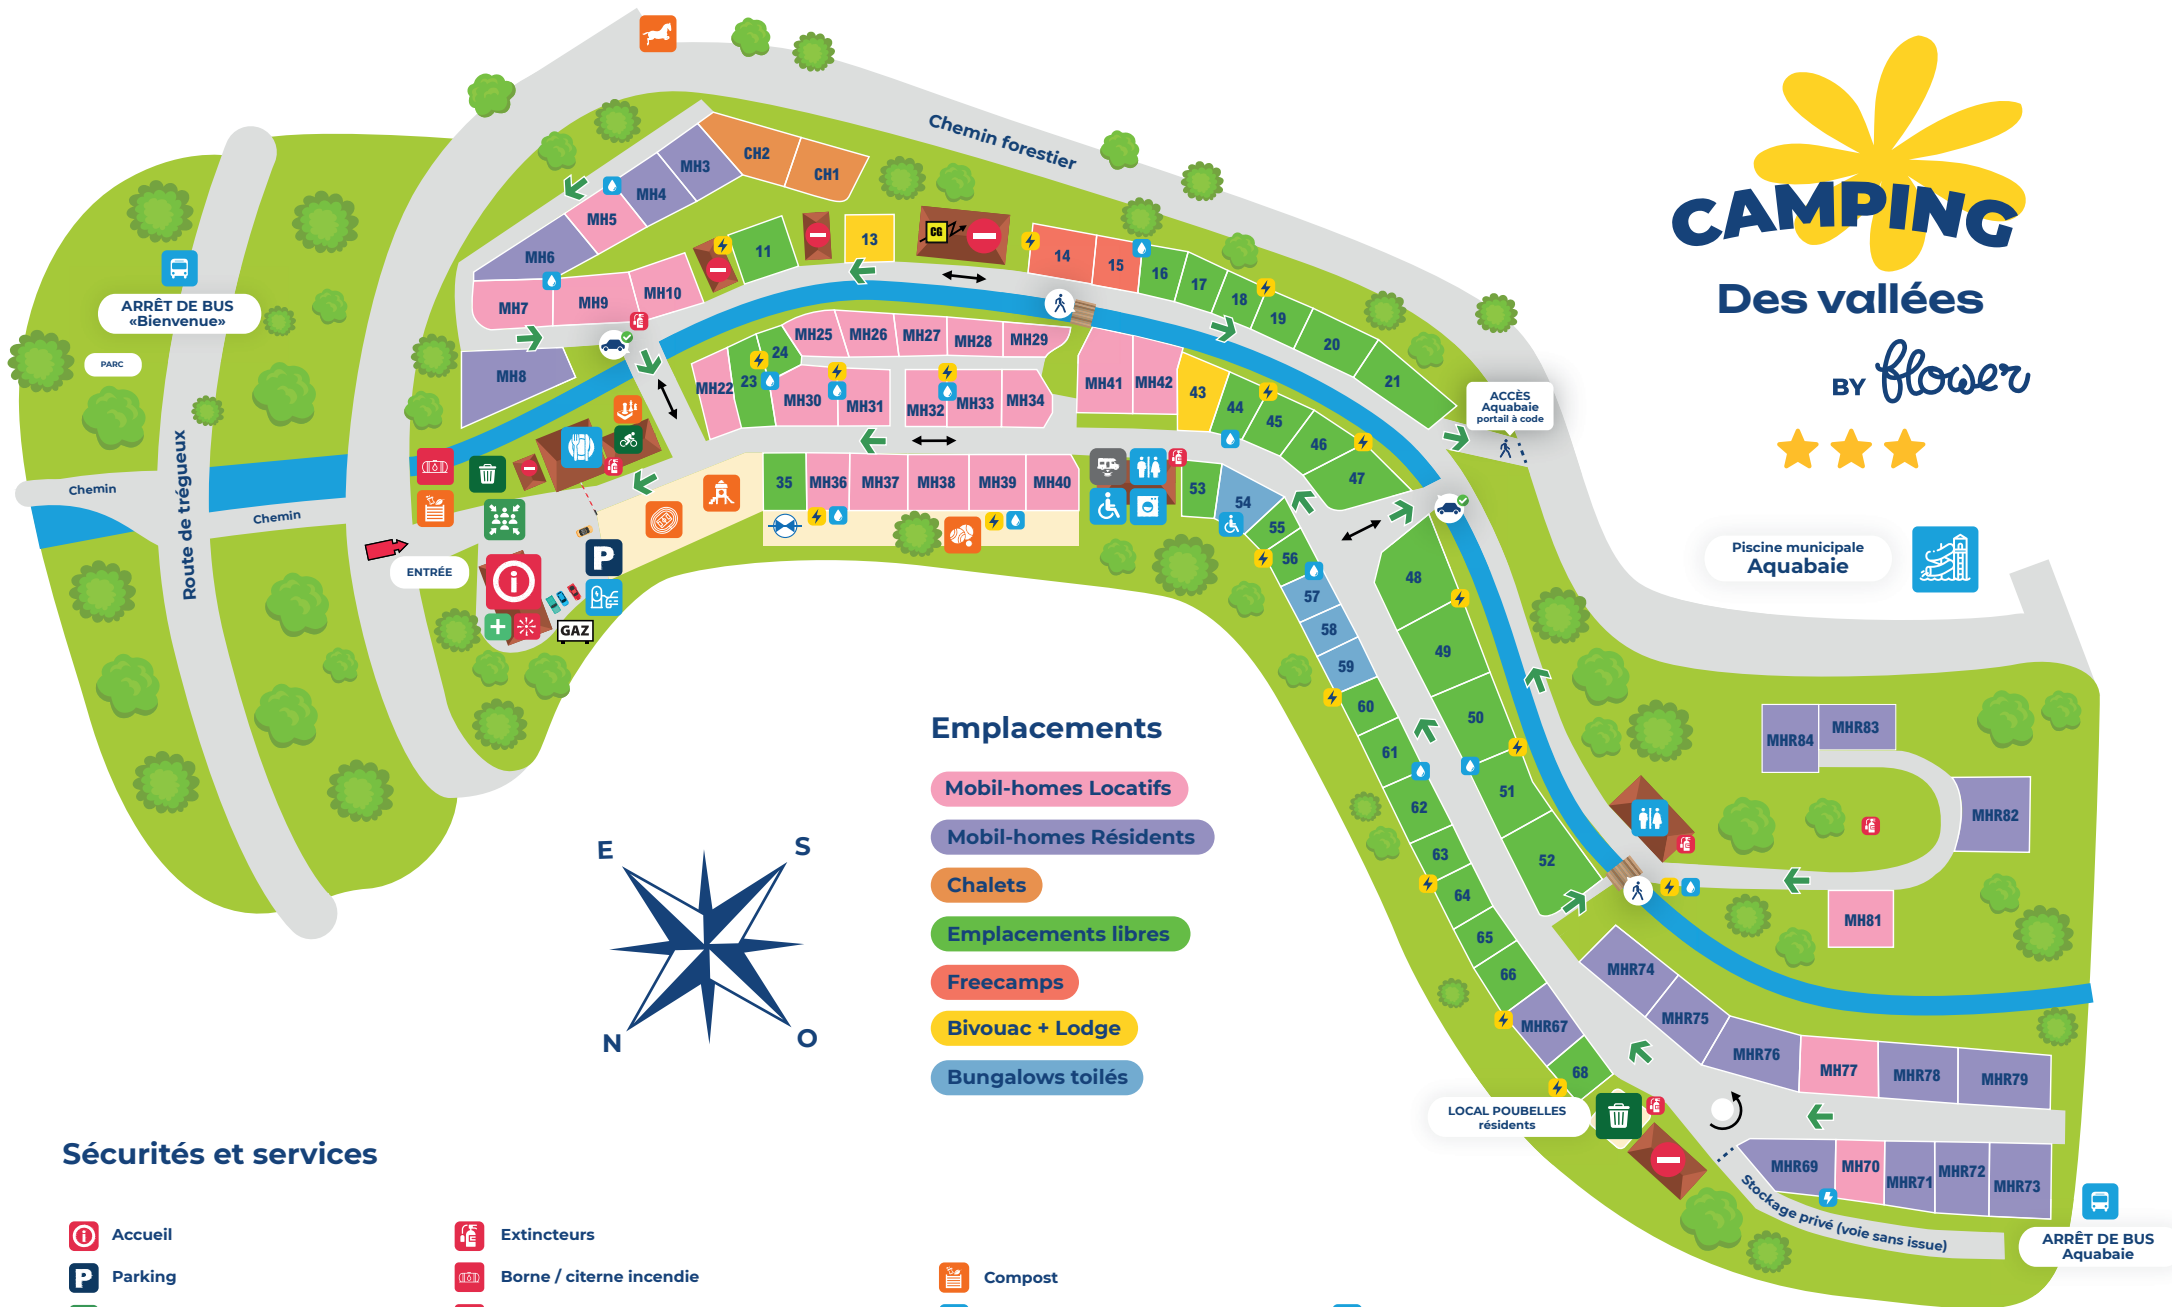 CAMPING
Des vallées
BY flower
Chemin forestier
ARRÊT DE BUS
«Bienvenue»
PARC
Route de trégueux
Chemin
Chemin
ENTRÉE
GAZ
P
CG
CH2
CH1
MH3
MH4
MH5
MH6
MH7
MH9
MH10
MH8
11
13
14
15
16
17
18
19
20
21
MH22
23
24
MH25
MH26
MH27
MH28
MH29
MH30
MH31
MH32
MH33
MH34
35
MH36
MH37
MH38
MH39
MH40
MH41
MH42
43
44
45
46
47
48
49
50
51
52
53
54
55
56
57
58
59
60
61
62
63
64
65
66
MHR67
68
MHR69
MH70
MHR71
MHR72
MHR73
MHR74
MHR75
MHR76
MH77
MHR78
MHR79
MH81
MHR82
MHR83
MHR84
ACCÈS
Aquabaie
portail à code
Piscine municipale
Aquabaie
LOCAL POUBELLES
résidents
Stockage privé (voie sans issue)
ARRÊT DE BUS
Aquabaie
E
S
N
O
Emplacements
Mobil-homes Locatifs
Mobil-homes Résidents
Chalets
Emplacements libres
Freecamps
Bivouac + Lodge
Bungalows toilés
Sécurités et services
Accueil
P Parking
Extincteurs
Borne / citerne incendie
Compost